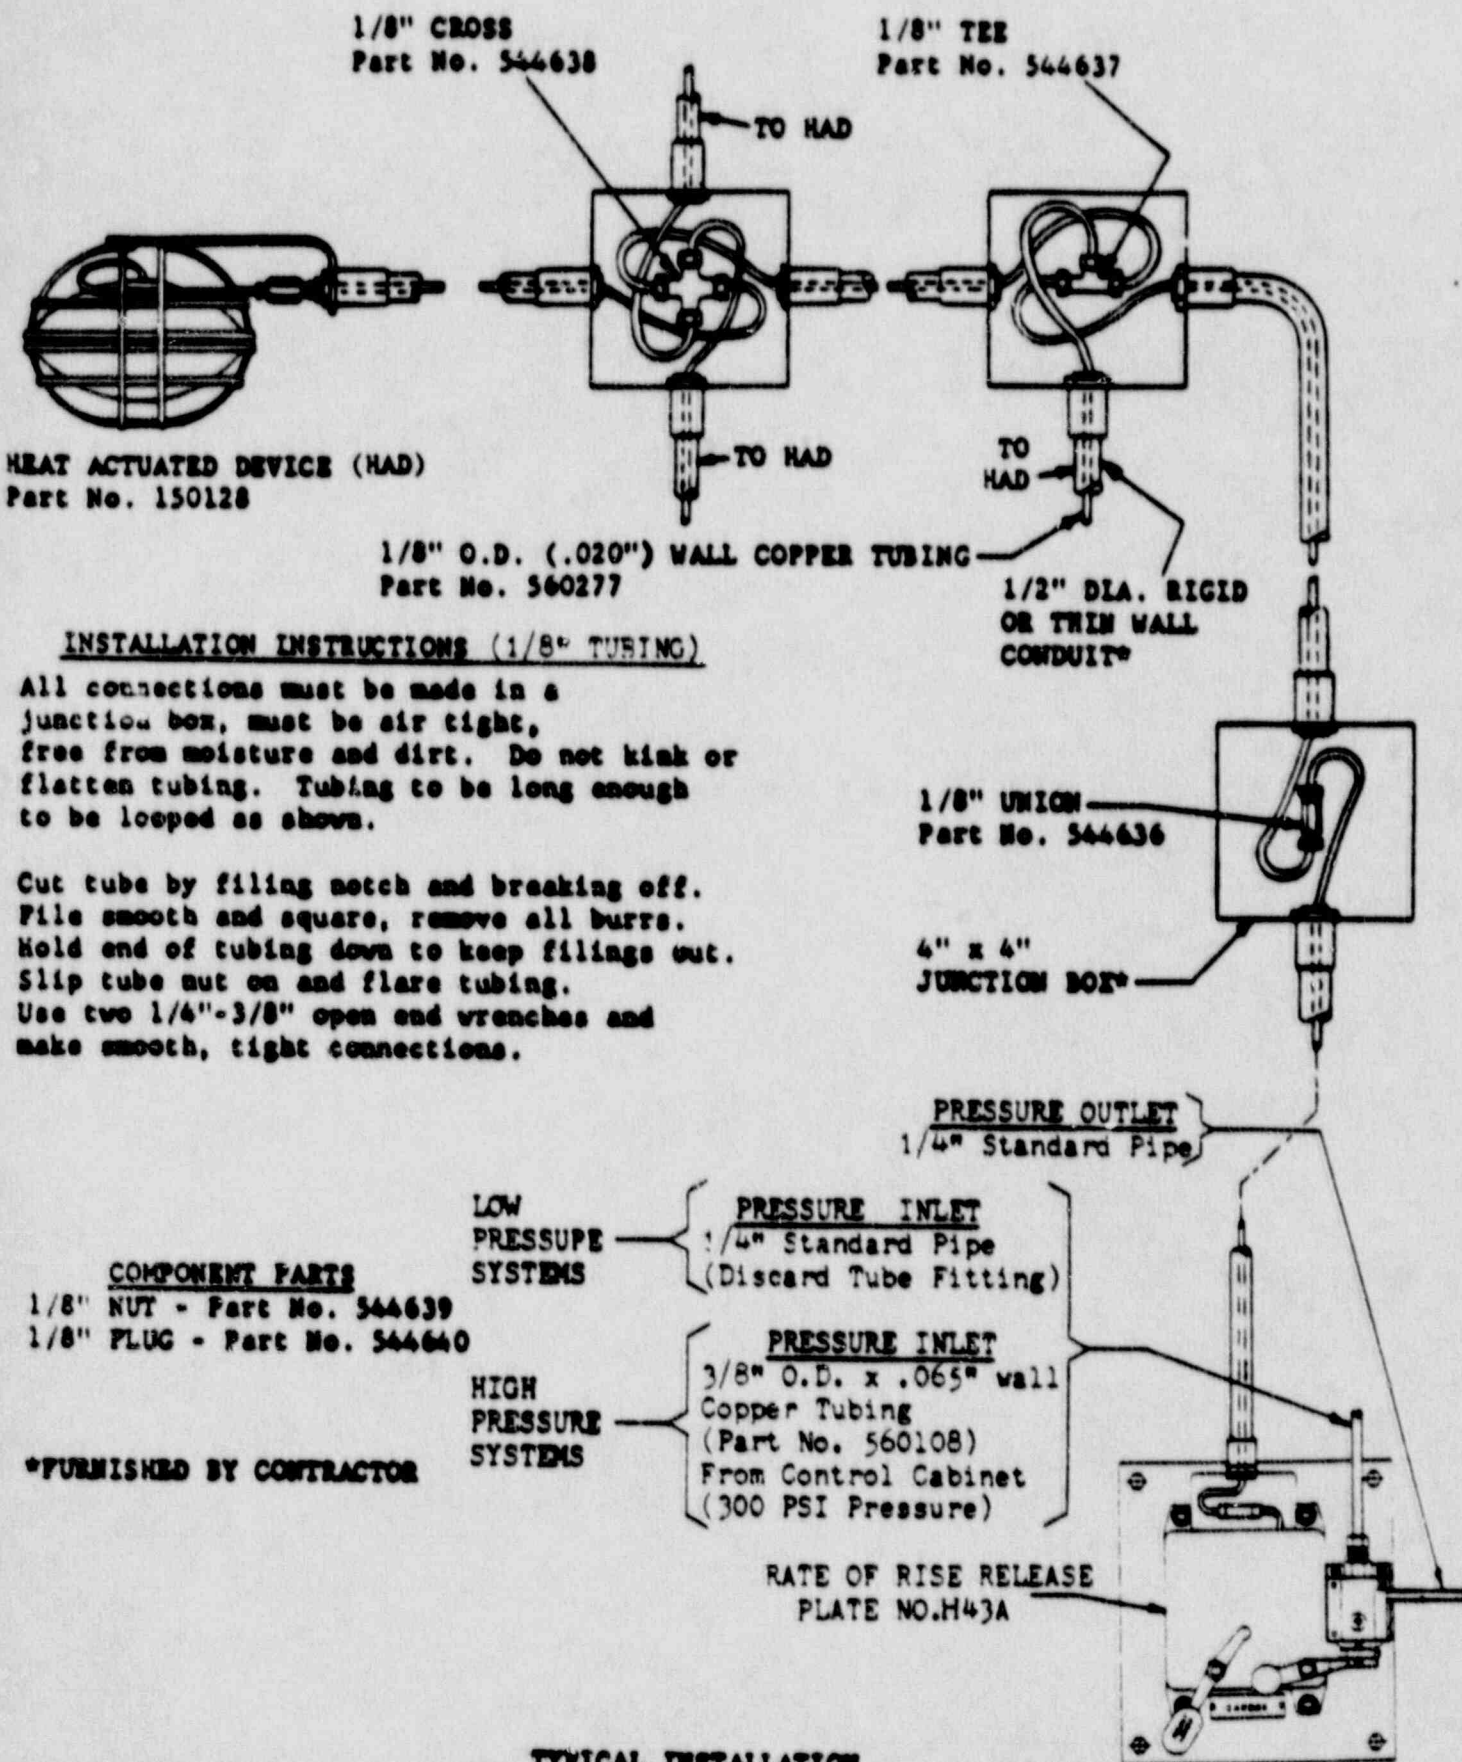 1/8" CROSS
Part No. 544638
1/8" TEE
Part No. 544637
TO HAD
HEAT ACTUATED DEVICE (HAD)
Part No. 150128
TO HAD
TO
HAD
1/8" O.D. (.020") WALL COPPER TUBING
Part No. 560277
1/2" DIA. RIGID
OR THIN WALL
CONDUIT*
INSTALLATION INSTRUCTIONS (1/8" TUBING)
All connections must be made in a
junction box, must be air tight,
free from moisture and dirt. Do not kink or
flatten tubing. Tubing to be long enough
to be looped as shown.
Cut tube by filing notch and breaking off.
File smooth and square, remove all burrs.
Hold end of tubing down to keep filings out.
Slip tube nut on and flare tubing.
Use two 1/4"-3/8" open end wrenches and
make smooth, tight connections.
1/8" UNION
Part No. 544636
4" x 4"
JUNCTION BOX*
PRESSURE OUTLET
1/4" Standard Pipe
LOW
PRESSURE
SYSTEMS
PRESSURE INLET
1/4" Standard Pipe
(Discard Tube Fitting)
COMPONENT PARTS
1/8" NUT - Part No. 544639
1/8" PLUG - Part No. 544640
HIGH
PRESSURE
SYSTEMS
PRESSURE INLET
3/8" O.D. x .065" wall
Copper Tubing
(Part No. 560108)
From Control Cabinet
(300 PSI Pressure)
*FURNISHED BY CONTRACTOR
RATE OF RISE RELEASE
PLATE NO.H43A
TYPICAL INSTALLATION